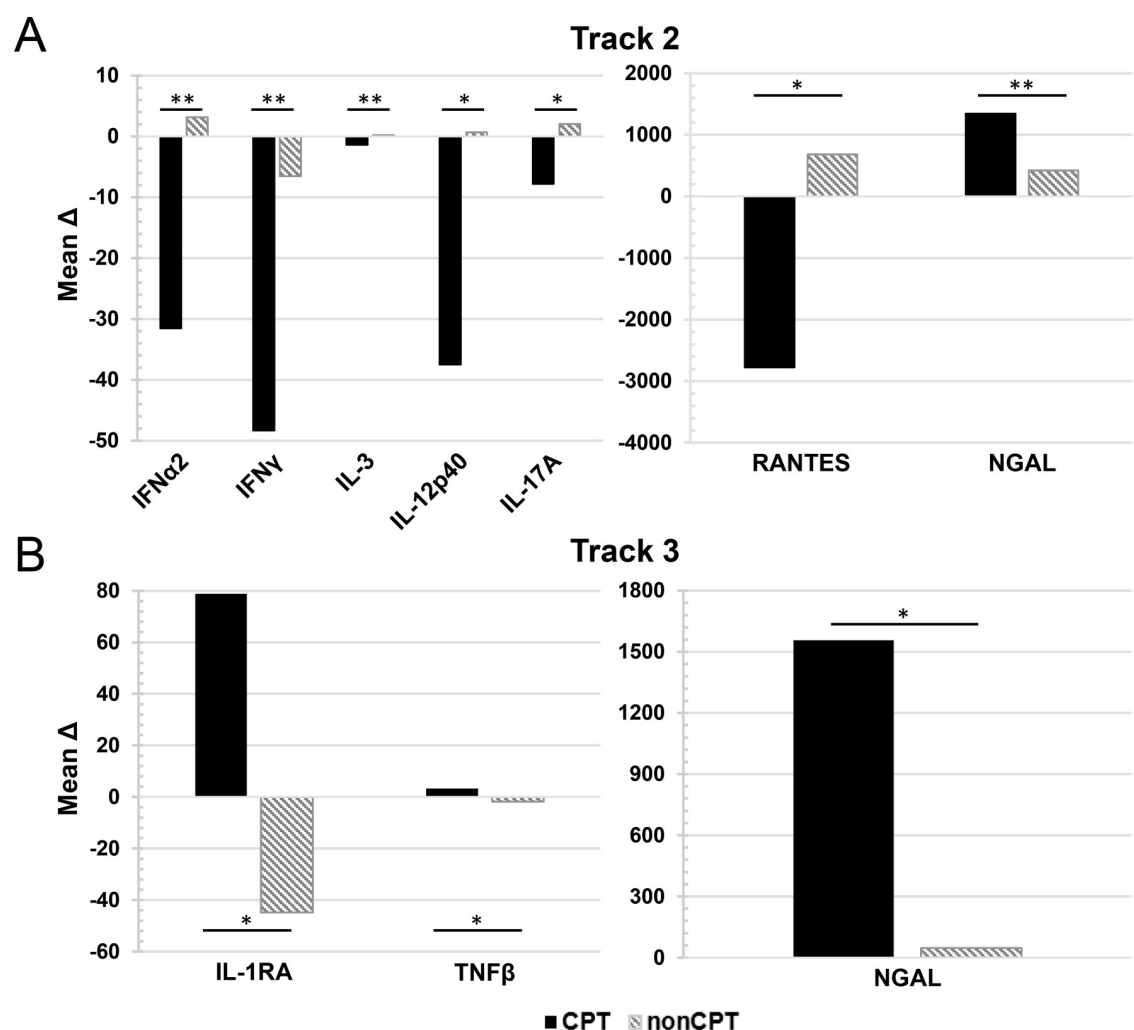 A
Track 2
10
0
-10
-20
-30
-40
-50
Mean Δ
** ** ** * *
IFNα2 IFNγ IL-3 IL-12p40 IL-17A
2000
1000
0
-1000
-2000
-3000
-4000
* **
RANTES NGAL
B
Track 3
80
60
40
20
0
-20
-40
-60
Mean Δ
* *
IL-1RA TNFβ
1800
1500
1200
900
600
300
0
*
NGAL
CPT nonCPT